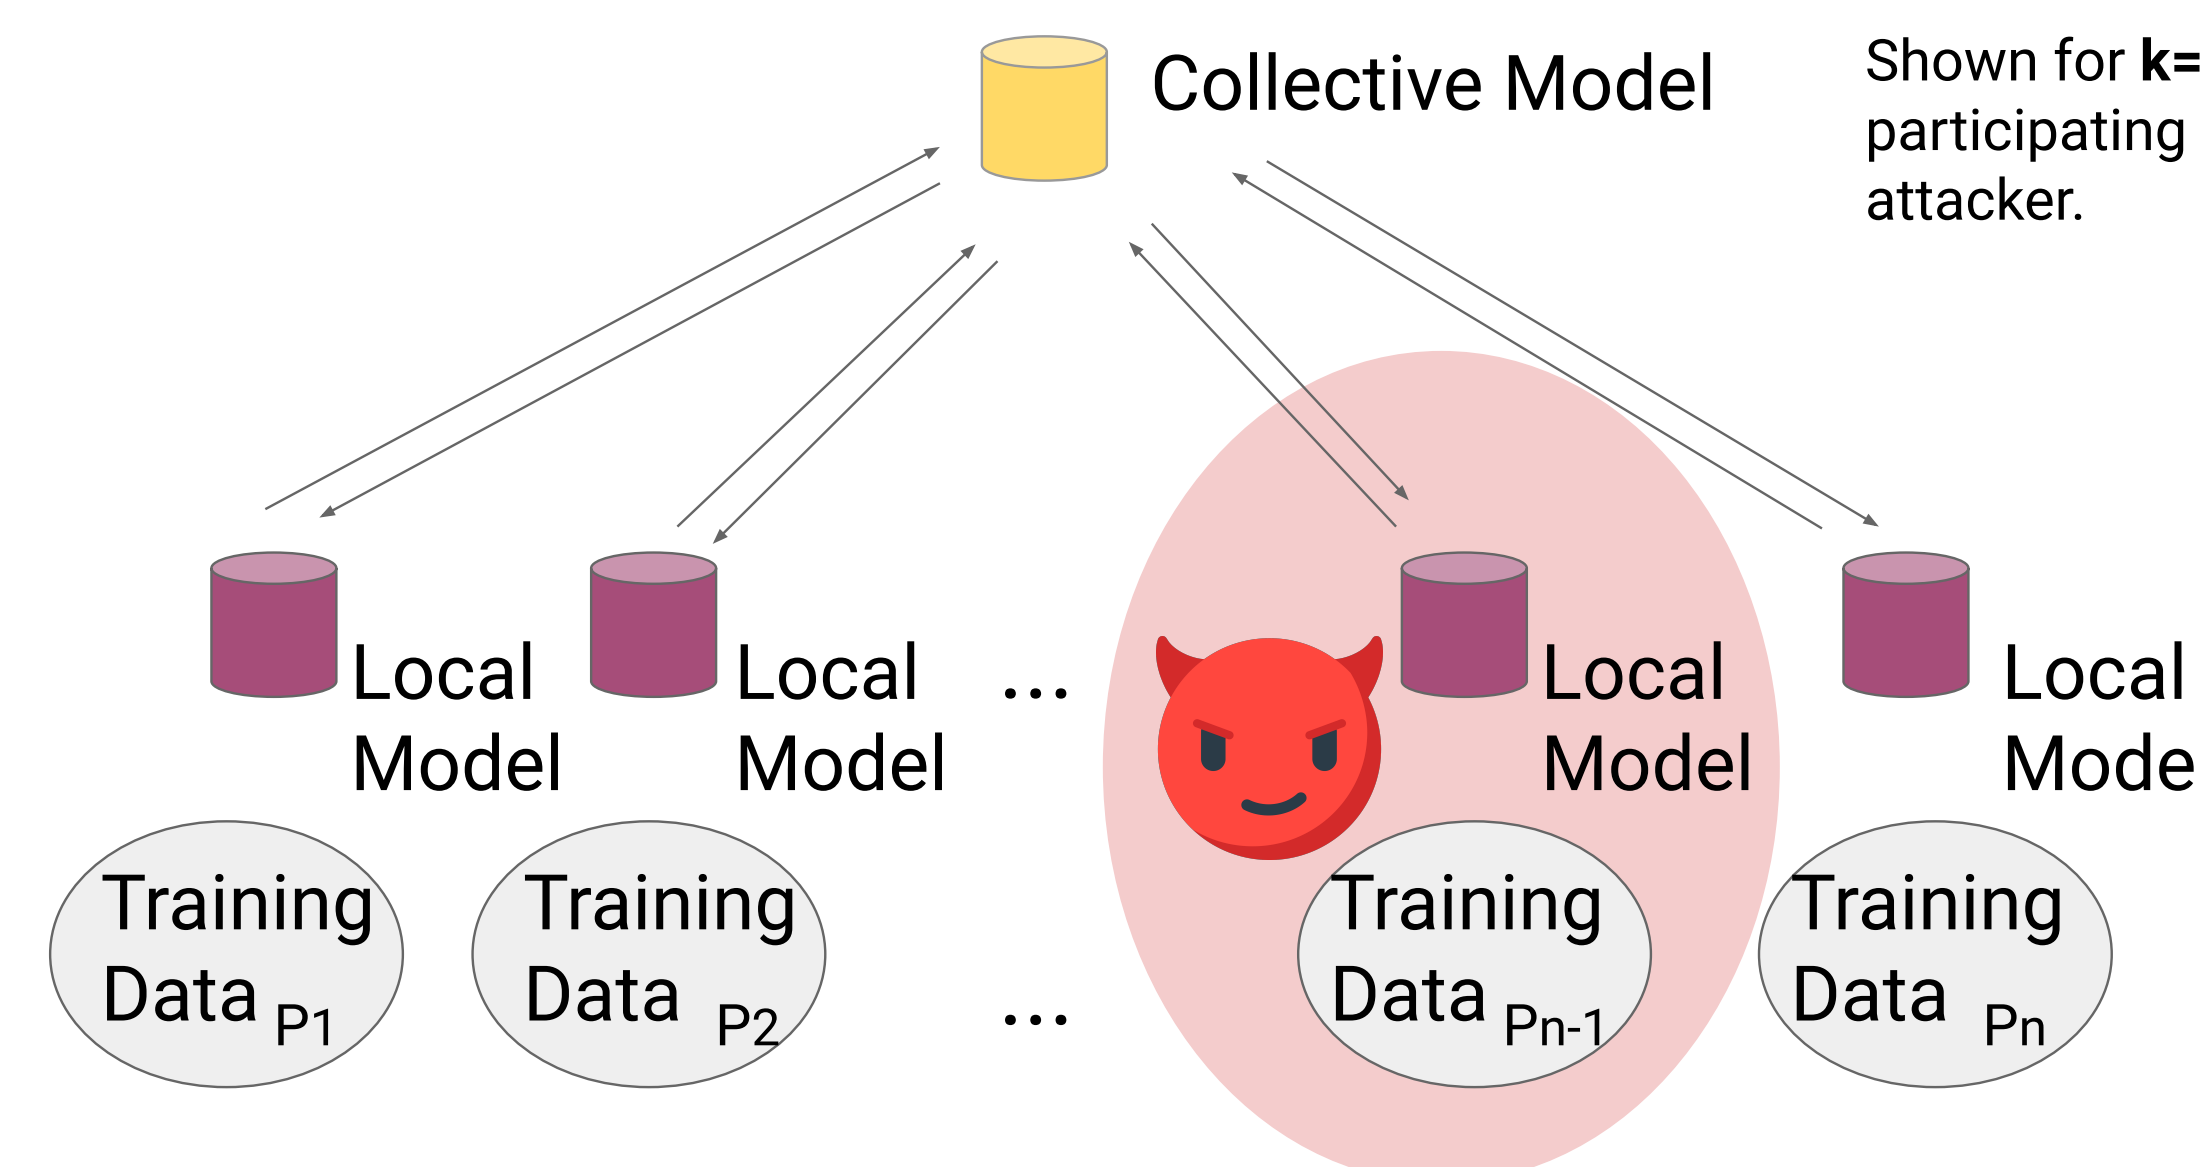 Collective Model
Shown for k=
participating
attacker.
Local
Model
Local
Model
...
Local
Model
Local
Mode
Training
Data P1
Training
Data P2
...
Training
Data Pn-1
Training
Data Pn